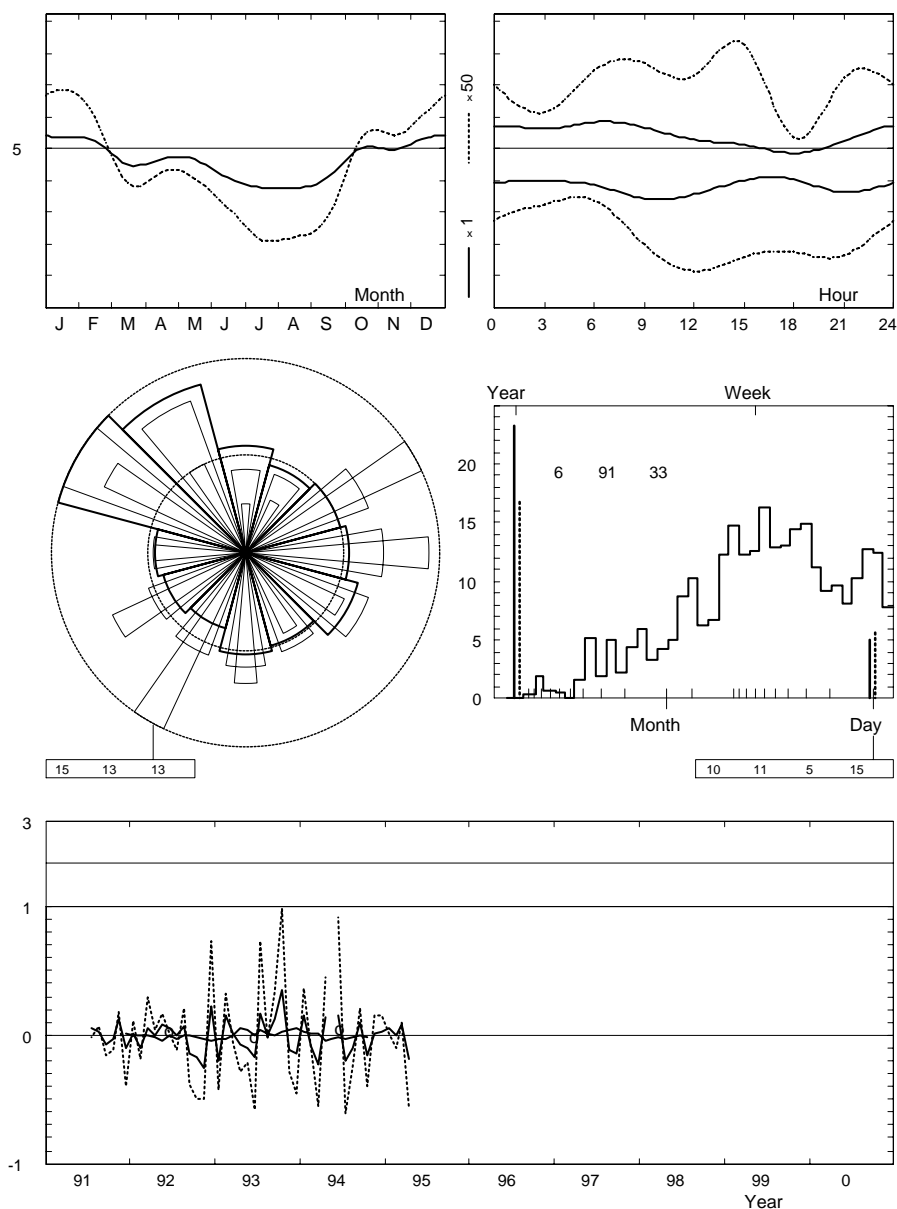 5
Month
J F M A M J J A S O N D
x 50
x 1
Hour
0 3 6 9 12 15 18 21 24
15 13 13
Year Week
20
15
10
5
0
6 91 33
Month Day
10 11 5 15
3
1
0
-1
91 92 93 94 95 96 97 98 99 0
Year